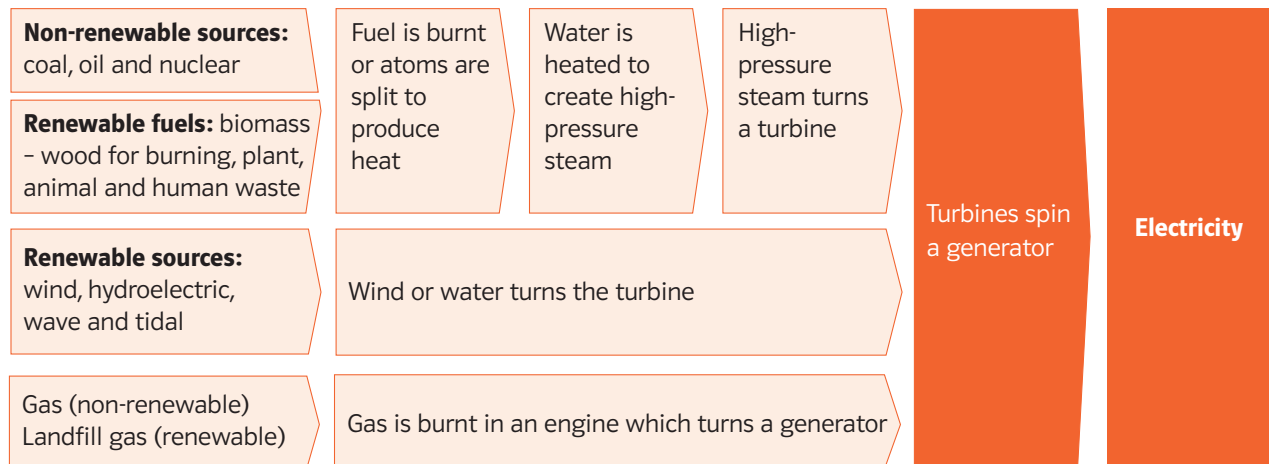 Non-renewable sources:
coal, oil and nuclear
Renewable fuels: biomass
– wood for burning, plant,
animal and human waste
Fuel is burnt
or atoms are
split to
produce
heat
Water is
heated to
create high-
pressure
steam
High-
pressure
steam turns
a turbine
Renewable sources:
wind, hydroelectric,
wave and tidal
Wind or water turns the turbine
Gas (non-renewable)
Landfill gas (renewable)
Gas is burnt in an engine which turns a generator
Turbines spin
a generator
Electricity